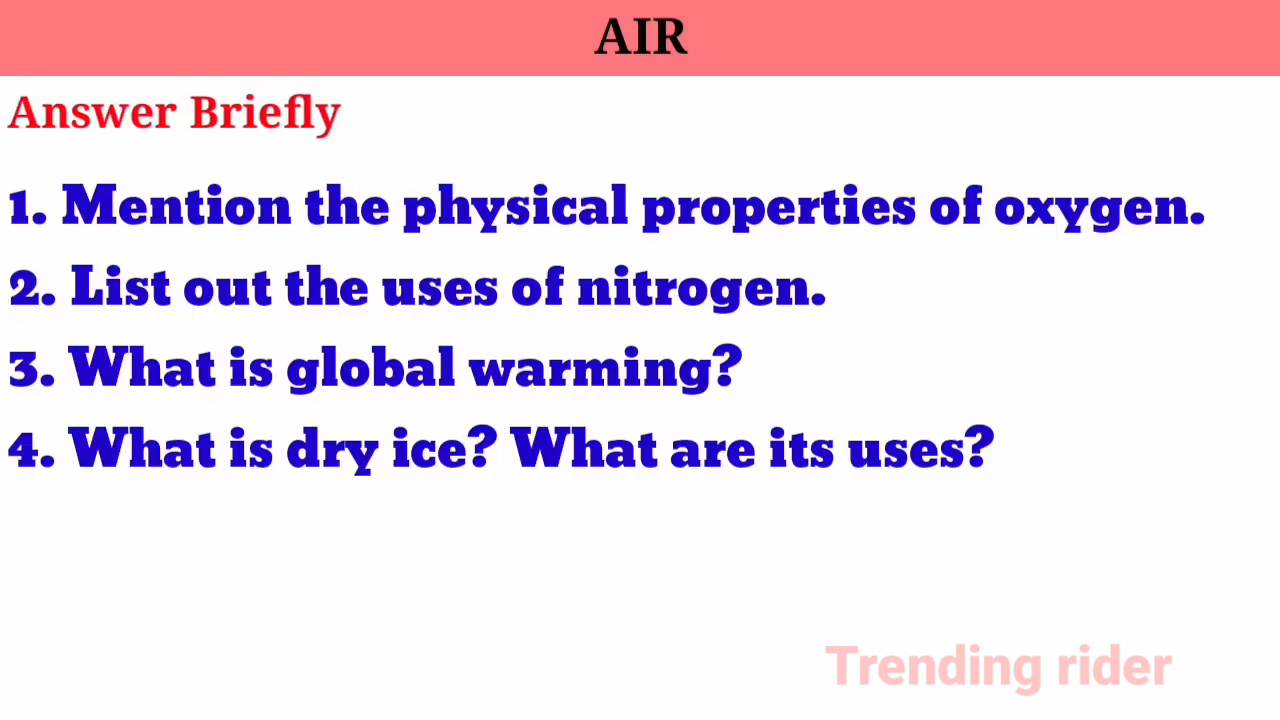 AIR
Answer Briefly
1. Mention the physical properties of oxygen.
2. List out the uses of nitrogen.
3. What is global warming?
4. What is dry ice? What are its uses?
Trending rider